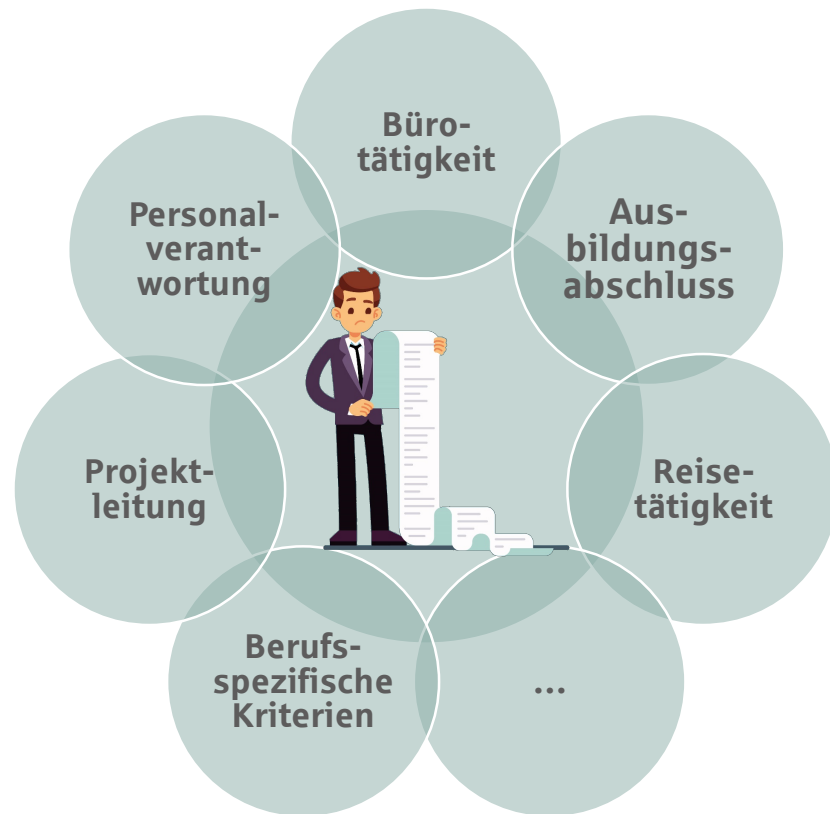 Büro-
tätigkeit
Aus-
bildungs-
abschluss
Reise-
tätigkeit
...
Berufs-
spezifische
Kriterien
Projekt-
leitung
Personal-
verant-
wortung